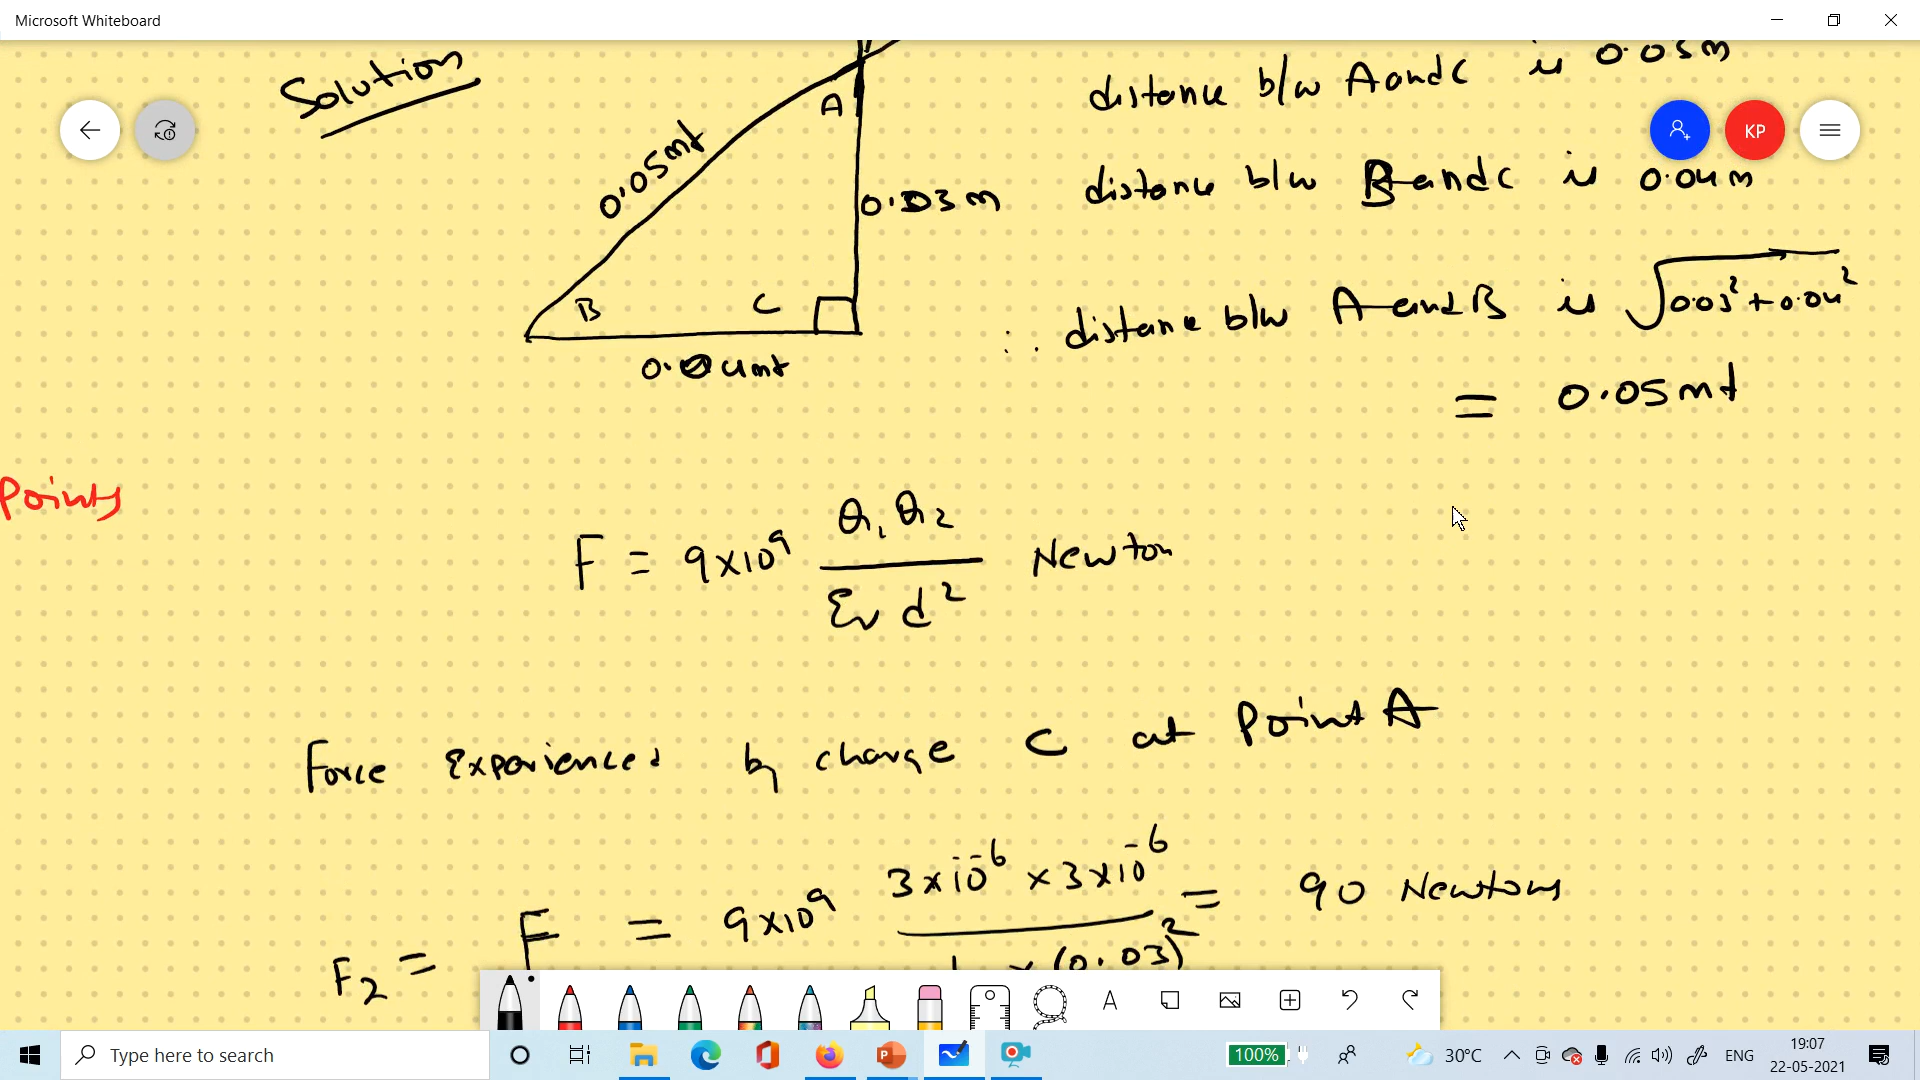 Microsoft Whiteboard
Solution
distance b/w A and C is 0.03m
A
KP
0.05mt
0.03m
distance b/w B and C is 0.04m
B
C
∴ distance b/w A and B is √0.03² + 0.04²
0.04mt
= 0.05mt
Points
F = 9×10⁹ Q₁Q₂ / εr d² Newton
Force Experienced by charge C at Point A
F₂ = F = 9×10⁹ 3×10⁻⁶ × 3×10⁻⁶ / 1 × (0.03)² = 90 Newtons
Type here to search
100%
30°C
ENG
19:07
22-05-2021